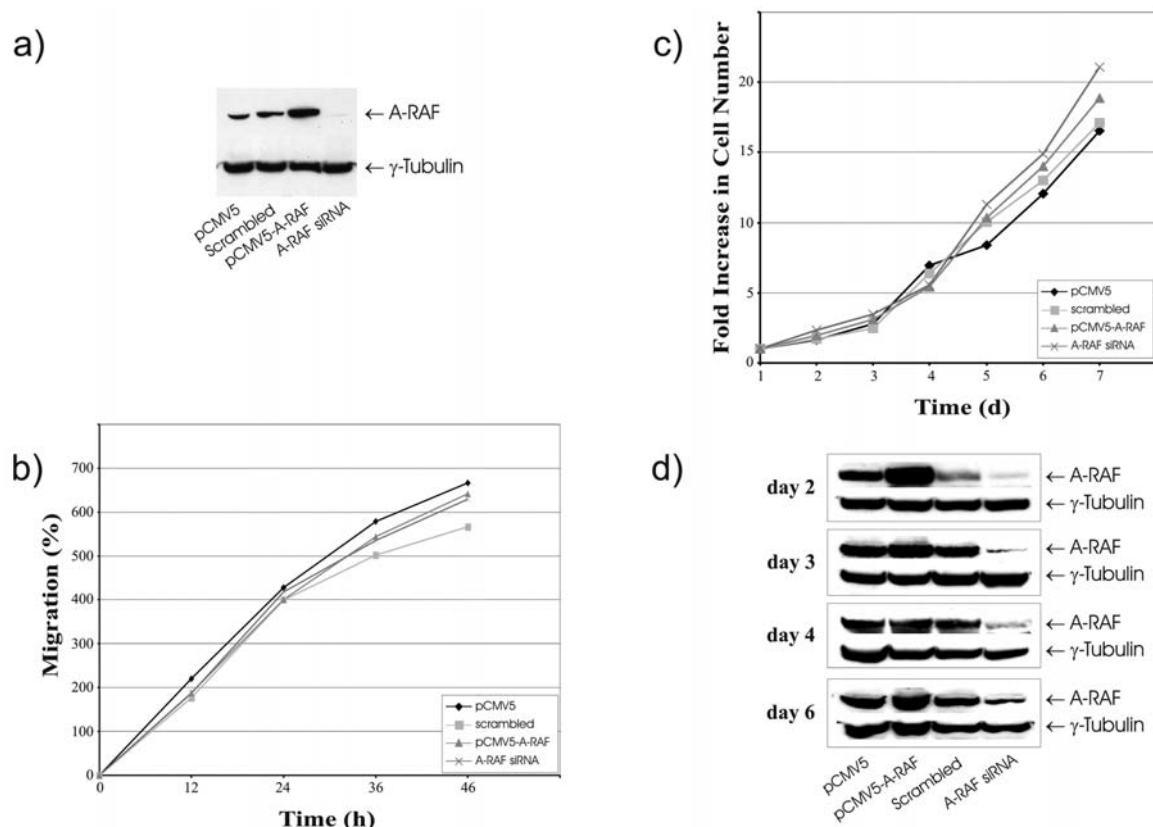 a)
← A-RAF
← γ-Tubulin
pCMV5
Scrambled
pCMV5-A-RAF
A-RAF siRNA
b)
Migration (%)
700
600
500
400
300
200
100
0
0 12 24 36 46
Time (h)
pCMV5
scrambled
pCMV5-A-RAF
A-RAF siRNA
c)
Fold Increase in Cell Number
20
15
10
5
0
1 2 3 4 5 6 7
Time (d)
pCMV5
scrambled
pCMV5-A-RAF
A-RAF siRNA
d)
day 2
← A-RAF
← γ-Tubulin
day 3
← A-RAF
← γ-Tubulin
day 4
← A-RAF
← γ-Tubulin
day 6
← A-RAF
← γ-Tubulin
pCMV5
pCMV5-A-RAF
Scrambled
A-RAF siRNA